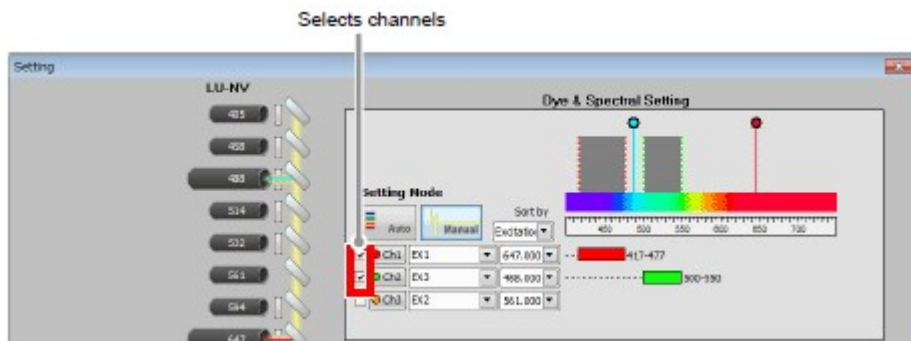 Selects channels
Setting
LU-NV
405
458
488
514
532
561
594
647
Dye & Spectral Setting
Setting Mode
Auto
Manual
Sort by
Excitatio
450
500
550
600
650
700
Ch1 EX1 647.000 417-477
Ch2 EX3 488.000 500-550
Ch3 EX2 561.000